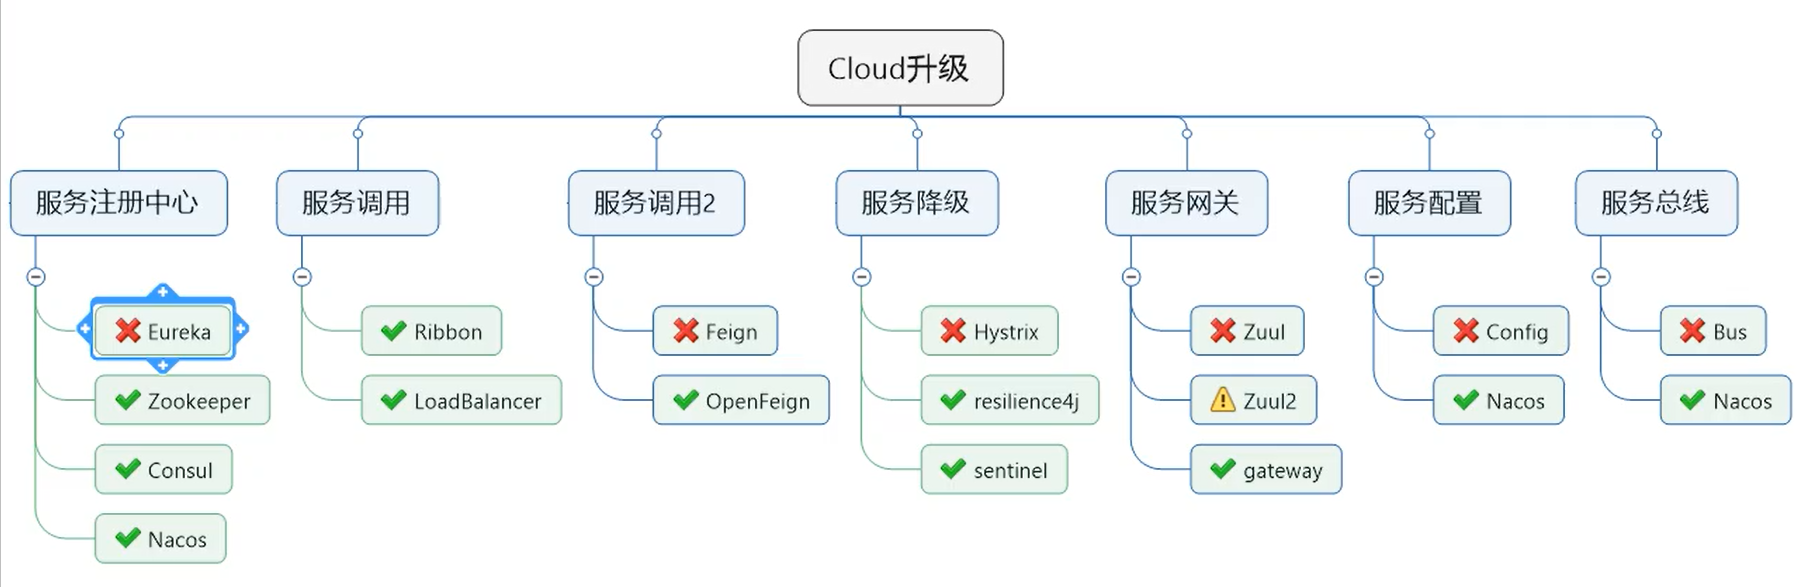 Cloud升级
服务注册中心
Eureka
Zookeeper
Consul
Nacos
服务调用
Ribbon
LoadBalancer
服务调用2
Feign
OpenFeign
服务降级
Hystrix
resilience4j
sentinel
服务网关
Zuul
Zuul2
gateway
服务配置
Config
Nacos
服务总线
Bus
Nacos